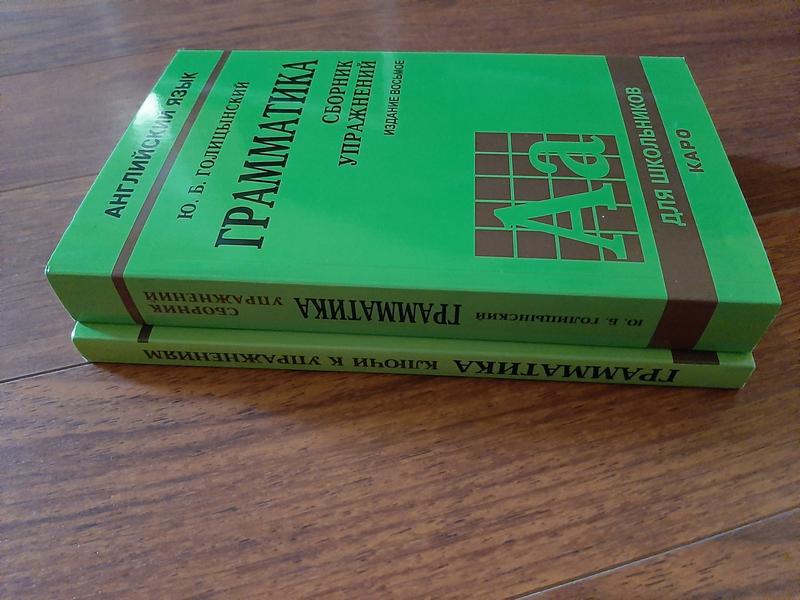 АНГЛИЙСКИЙ ЯЗЫК
Ю. Б. ГОЛИЦЫНСКИЙ
ГРАММАТИКА
СБОРНИК
УПРАЖНЕНИЙ
ИЗДАНИЕ ВОСЬМОЕ
Aa
ДЛЯ ШКОЛЬНИКОВ
КАРО
Ю. Б. ГОЛИЦЫНСКИЙ
ГРАММАТИКА
СБОРНИК
УПРАЖНЕНИЙ
ГРАММАТИКА КЛЮЧИ К УПРАЖНЕНИЯМ